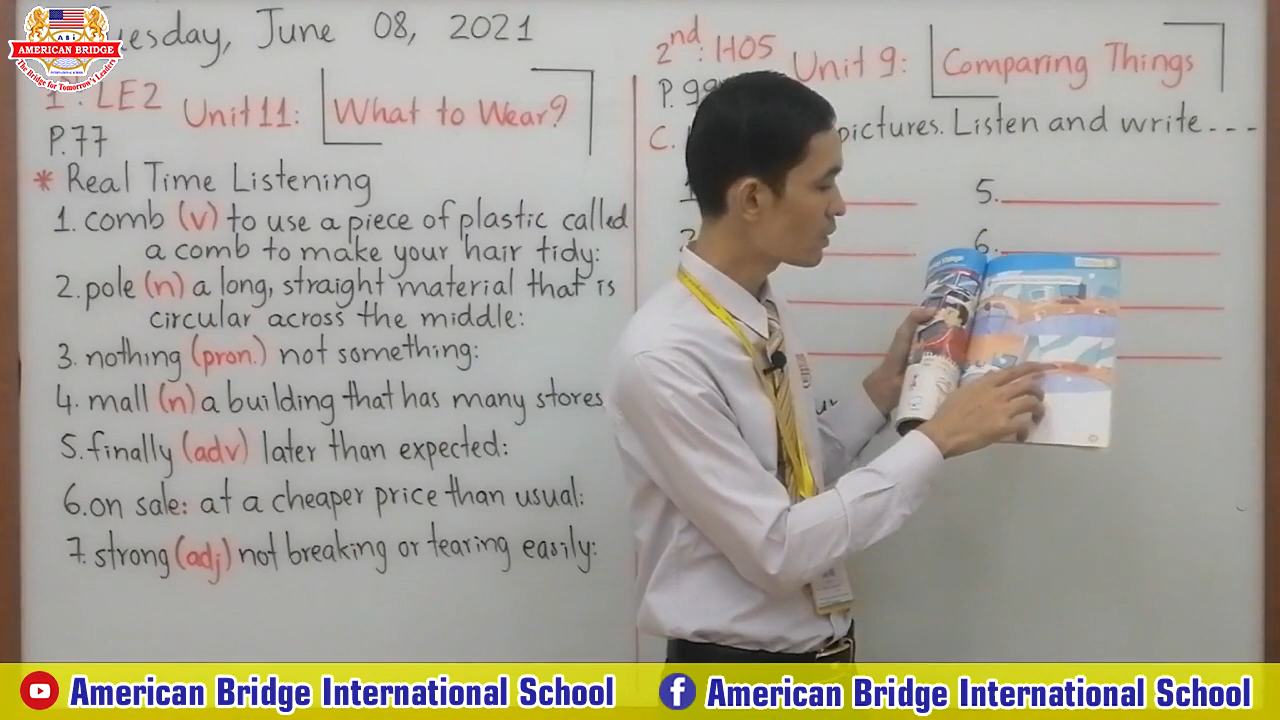 AMERICAN BRIDGE
INTERNATIONAL SCHOOL
The Bridge for Tomorrow's Leaders
Tuesday, June 08, 2021
1st: LE2 Unit 11: What to Wear?
P.77
* Real Time Listening
1. comb (v) to use a piece of plastic called
a comb to make your hair tidy:
2. pole (n) a long, straight material that is
circular across the middle:
3. nothing (pron.) not something:
4. mall (n) a building that has many stores
5. finally (adv) later than expected:
6. on sale: at a cheaper price than usual:
7. strong (adj) not breaking or tearing easily:
2nd: HO5 Unit 9: Comparing Things
P.99
C. pictures. Listen and write---
5.
6.
American Bridge International School
American Bridge International School